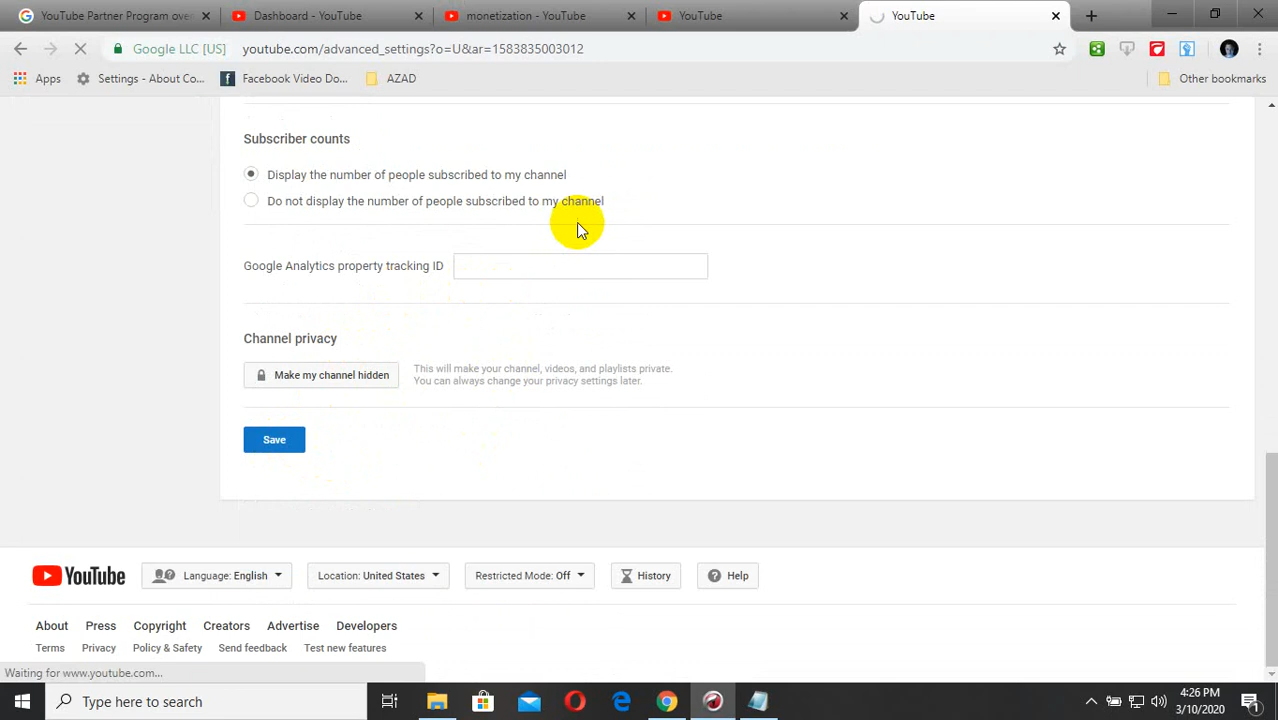 YouTube Partner Program over
Dashboard - YouTube
monetization - YouTube
YouTube
YouTube
Google LLC [US]
youtube.com/advanced_settings?o=U&ar=1583835003012
Apps
Settings - About Co...
Facebook Video Do...
AZAD
Other bookmarks
Subscriber counts
Display the number of people subscribed to my channel
Do not display the number of people subscribed to my channel
Google Analytics property tracking ID
Channel privacy
Make my channel hidden
This will make your channel, videos, and playlists private.
You can always change your privacy settings later.
Save
YouTube
Language: English
Location: United States
Restricted Mode: Off
History
Help
About Press Copyright Creators Advertise Developers
Terms Privacy Policy & Safety Send feedback Test new features
Waiting for www.youtube.com...
Type here to search
4:26 PM
3/10/2020
1